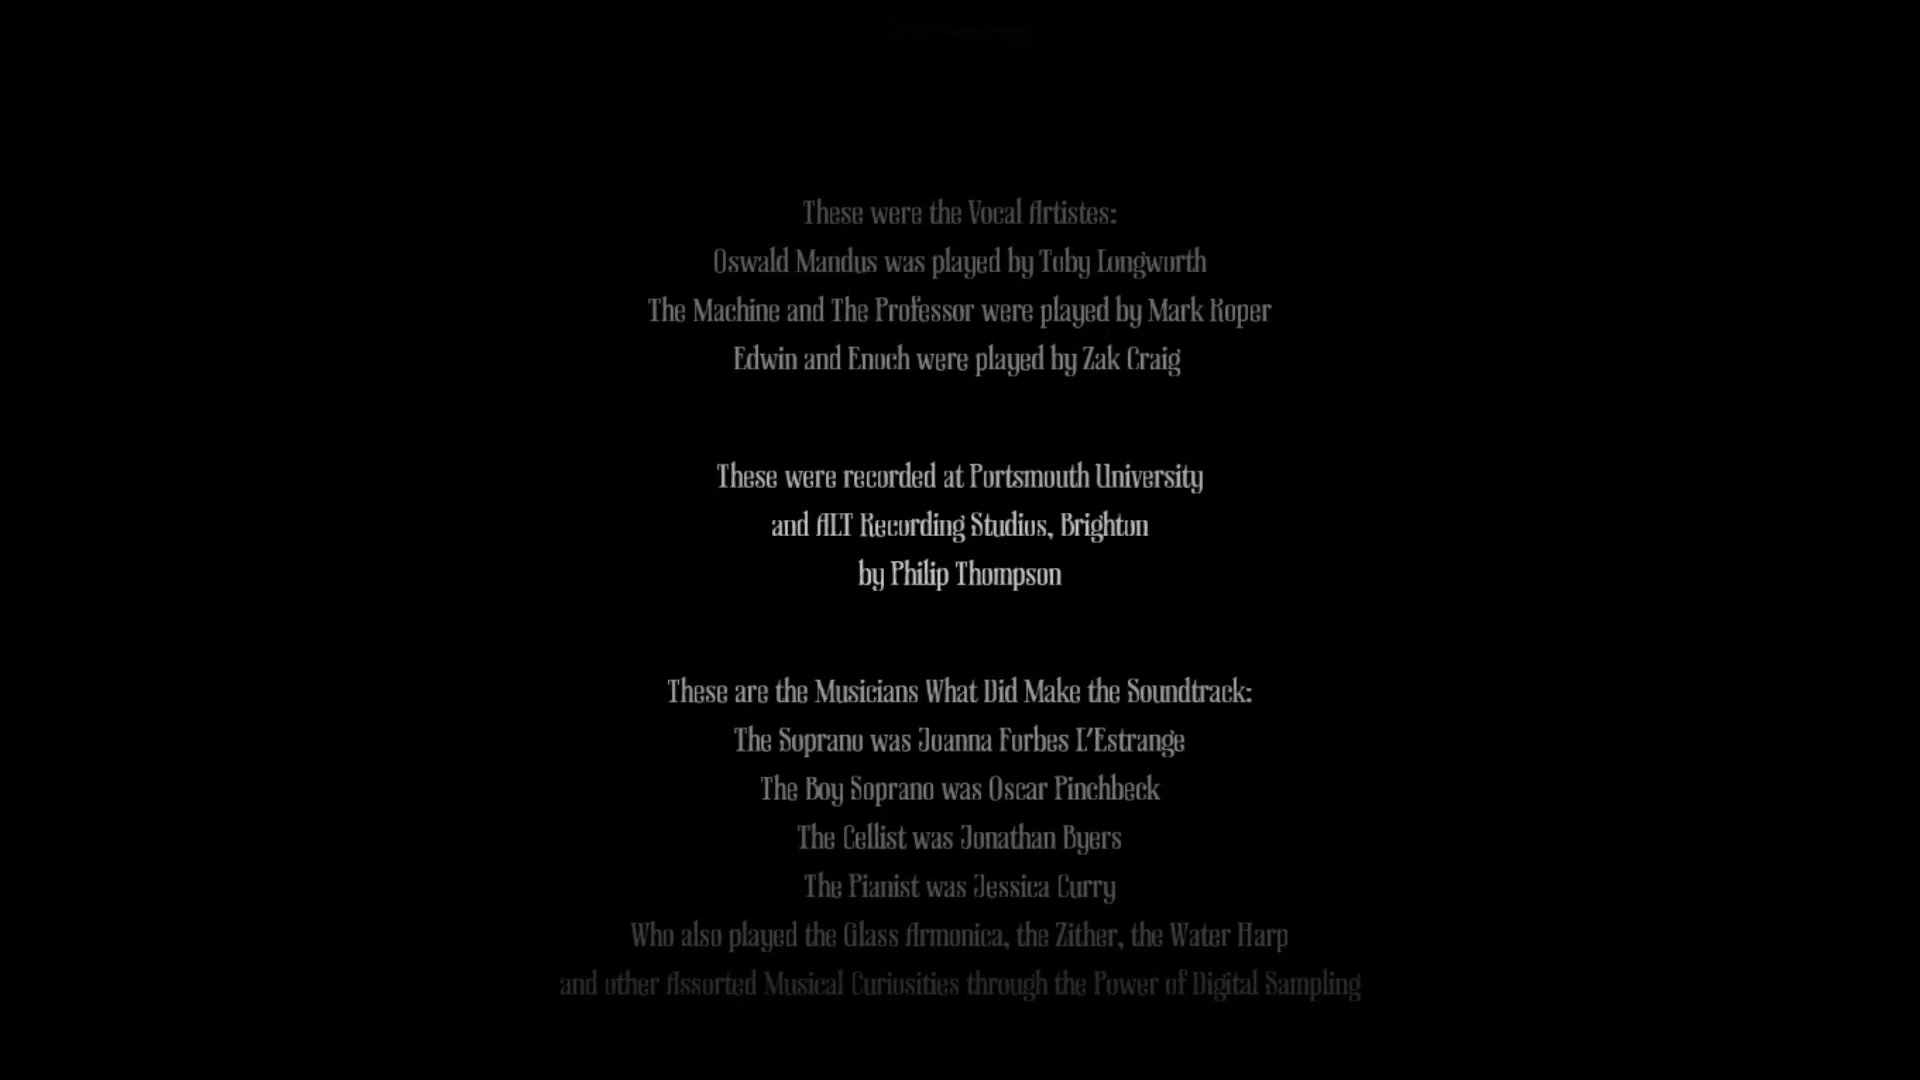 These were the Vocal Artistes:
Oswald Mandus was played by Toby Longworth
The Machine and The Professor were played by Mark Roper
Edwin and Enoch were played by Zak Craig
These were recorded at Portsmouth University
and ALT Recording Studios, Brighton
by Philip Thompson
These are the Musicians What Did Make the Soundtrack:
The Soprano was Joanna Forbes L'Estrange
The Boy Soprano was Oscar Pinchbeck
The Cellist was Jonathan Byers
The Pianist was Jessica Curry
Who also played the Glass Armonica, the Zither, the Water Harp
and other Assorted Musical Curiosities through the Power of Digital Sampling